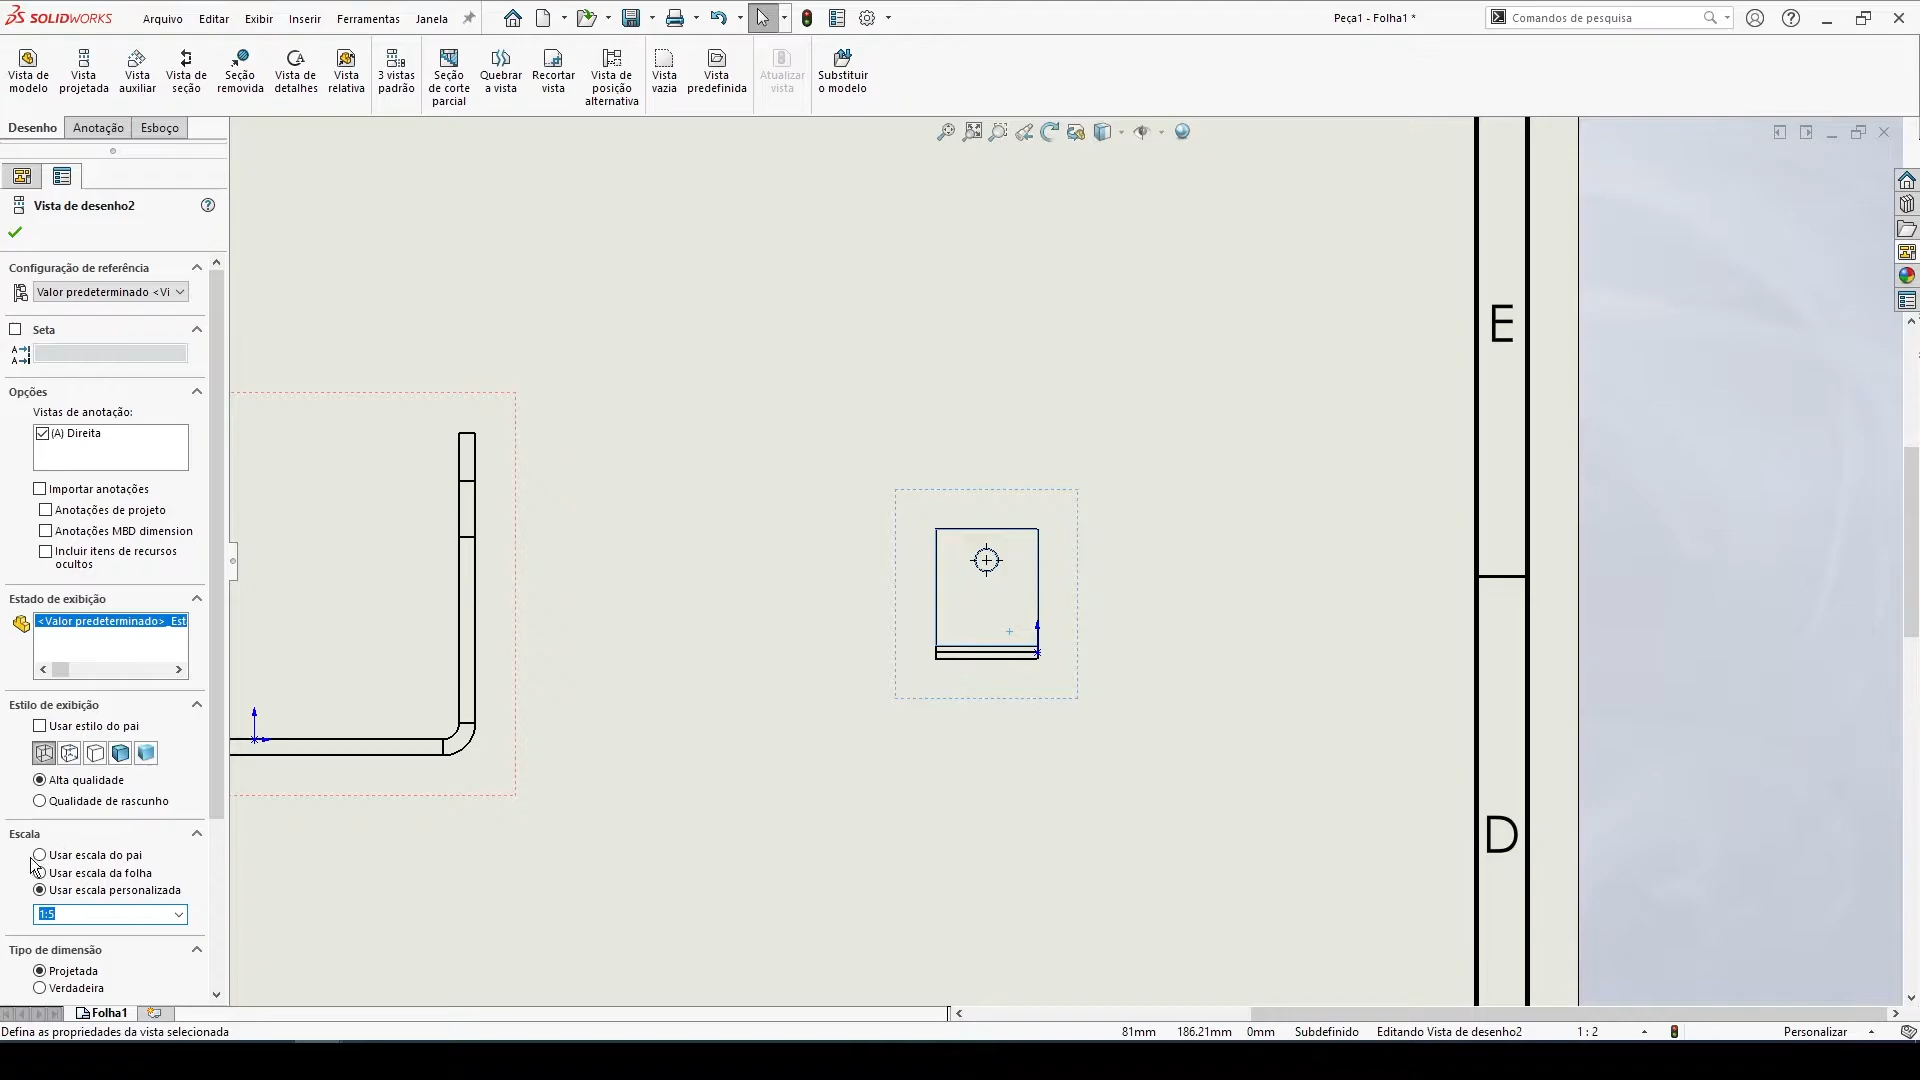 SOLIDWORKS Arquivo Editar Exibir Inserir Ferramentas Janela Peça1 - Folha1 * Comandos de pesquisa
Vista de modelo
Vista projetada
Vista auxiliar
Vista de seção
Seção removida
Vista de detalhes
Vista relativa
3 vistas padrão
Seção de corte parcial
Quebrar a vista
Recortar vista
Vista de posição alternativa
Vista vazia
Vista predefinida
Atualizar vista
Substituir o modelo
Desenho Anotação Esboço
Vista de desenho2
Configuração de referência
Valor predeterminado <Vi
Seta
Opções
Vistas de anotação:
(A) Direita
Importar anotações
Anotações de projeto
Anotações MBD dimension
Incluir itens de recursos
ocultos
Estado de exibição
<Valor predeterminado>_Est
Estilo de exibição
Usar estilo do pai
Alta qualidade
Qualidade de rascunho
Escala
Usar escala do pai
Usar escala da folha
Usar escala personalizada
1:5
Tipo de dimensão
Projetada
Verdadeira
E
D
Folha1
Defina as propriedades da vista selecionada 81mm 186.21mm 0mm Subdefinido Editando Vista de desenho2 1 : 2 Personalizar